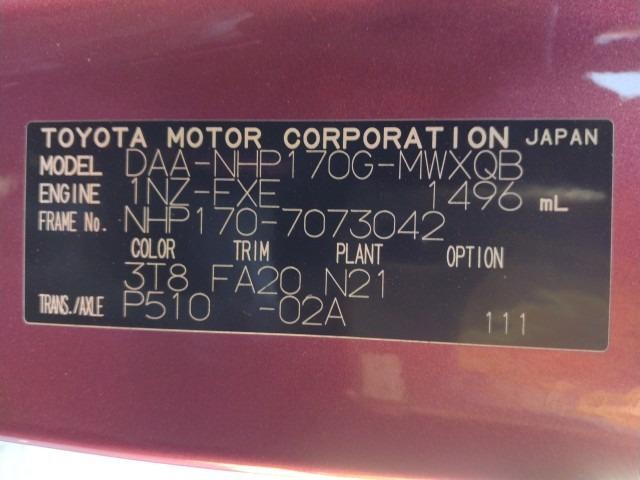 TOYOTA MOTOR CORPORATION JAPAN
MODEL DAA-NHP170G-MWXQB
ENGINE 1NZ-FXE 1496 mL
FRAME No. NHP170-7073042
COLOR TRIM PLANT OPTION
3T8 FA20 N21
TRANS./AXLE P510 -02A
111